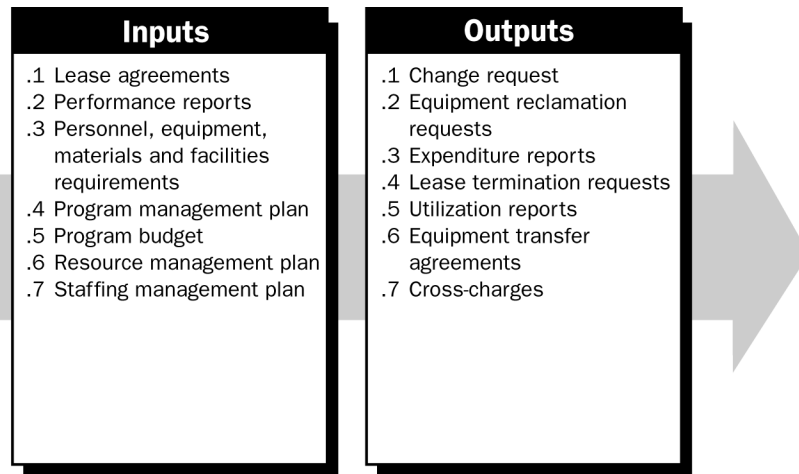 Inputs
.1 Lease agreements
.2 Performance reports
.3 Personnel, equipment,
materials and facilities
requirements
.4 Program management plan
.5 Program budget
.6 Resource management plan
.7 Staffing management plan
Outputs
.1 Change request
.2 Equipment reclamation
requests
.3 Expenditure reports
.4 Lease termination requests
.5 Utilization reports
.6 Equipment transfer
agreements
.7 Cross-charges